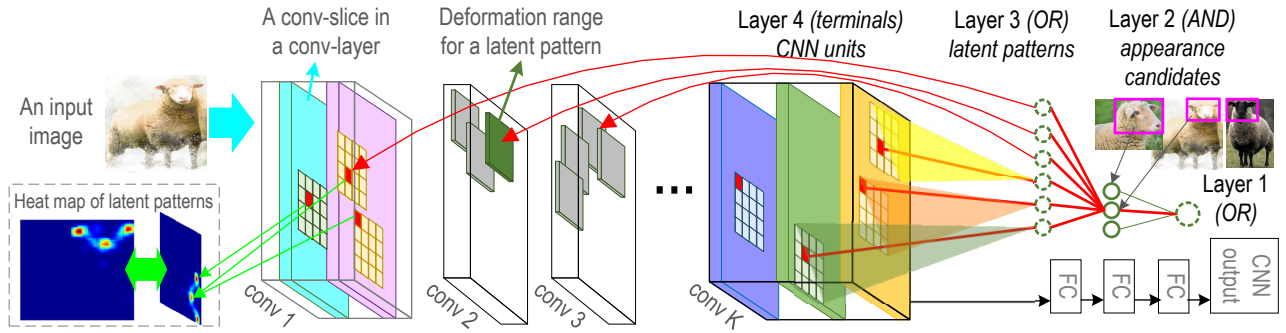 A conv-slice in
a conv-layer
Deformation range
for a latent pattern
Layer 4 (terminals)
CNN units
Layer 3 (OR)
latent patterns
Layer 2 (AND)
appearance
candidates
An input
image
Layer 1
(OR)
Heat map of latent patterns
...
conv 1
conv 2
conv 3
conv K
FC
FC
FC
CNN
output